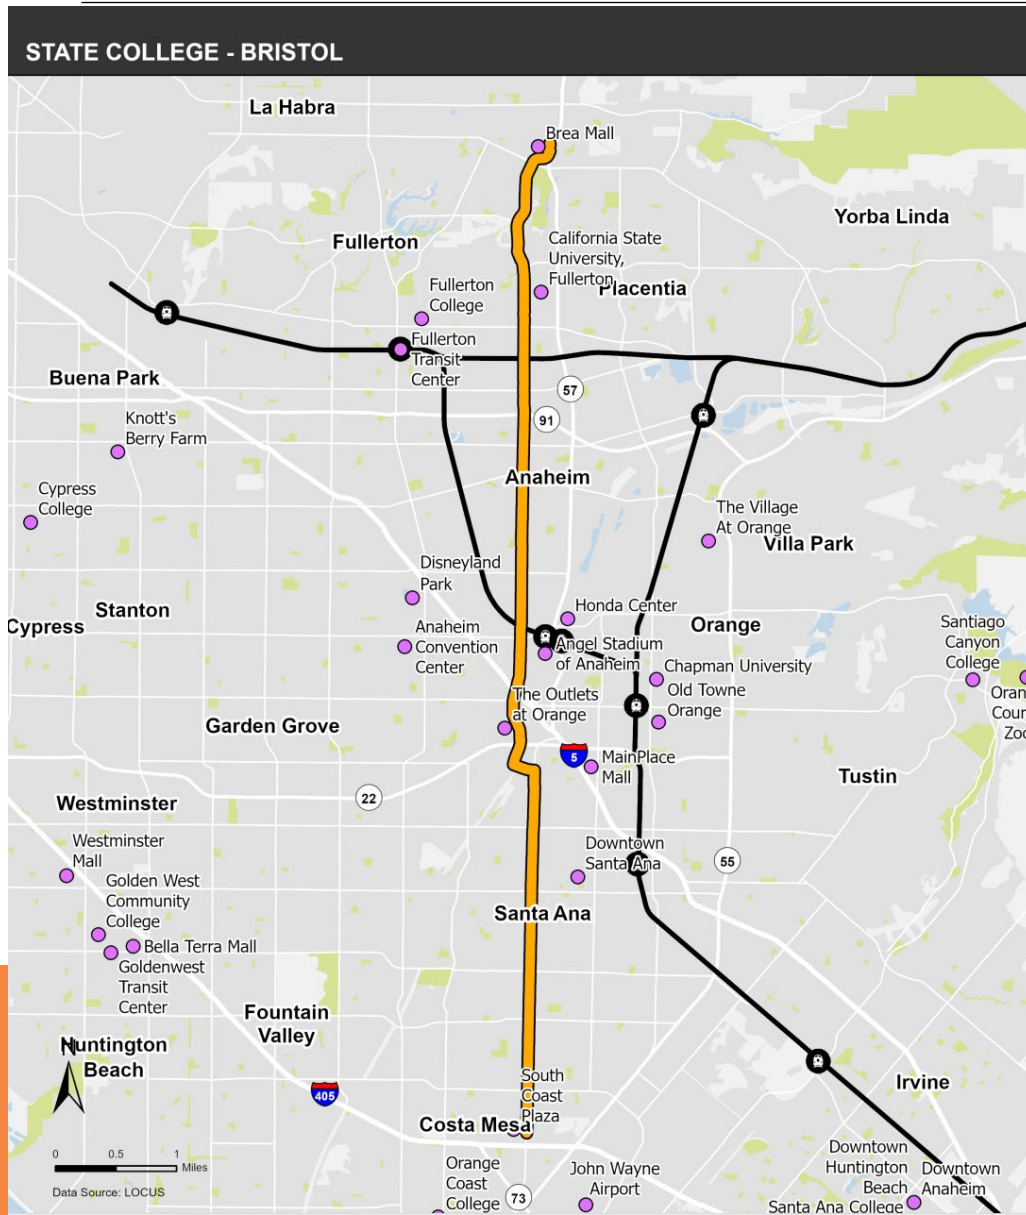 STATE COLLEGE - BRISTOL
La Habra
Brea Mall
Yorba Linda
Fullerton
California State
University,
Fullerton
Placentia
Fullerton
College
Fullerton
Transit
Center
Buena Park
57
91
Knott's
Berry Farm
Anaheim
Cypress
College
The Village
At Orange
Villa Park
Disneyland
Park
Stanton
Honda Center
Cypress
Anaheim
Convention
Center
Orange
Santiago
Canyon
College
Angel Stadium
of Anaheim
Chapman University
Old Towne
Orange
Oran
Coun
Zoo
The Outlets
at Orange
Garden Grove
5
MainPlace
Mall
Tustin
22
Westminster
Westminster
Mall
Downtown
Santa Ana
55
Golden West
Community
College
Santa Ana
Bella Terra Mall
Goldenwest
Transit
Center
Fountain
Valley
N
Huntington
Beach
405
South
Coast
Plaza
Irvine
Costa Mesa
0 0.5 1
Miles
Data Source: LOCUS
Orange
Coast
College
73
John Wayne
Airport
Downtown
Huntington
Beach
Downtown
Anaheim
Santa Ana College